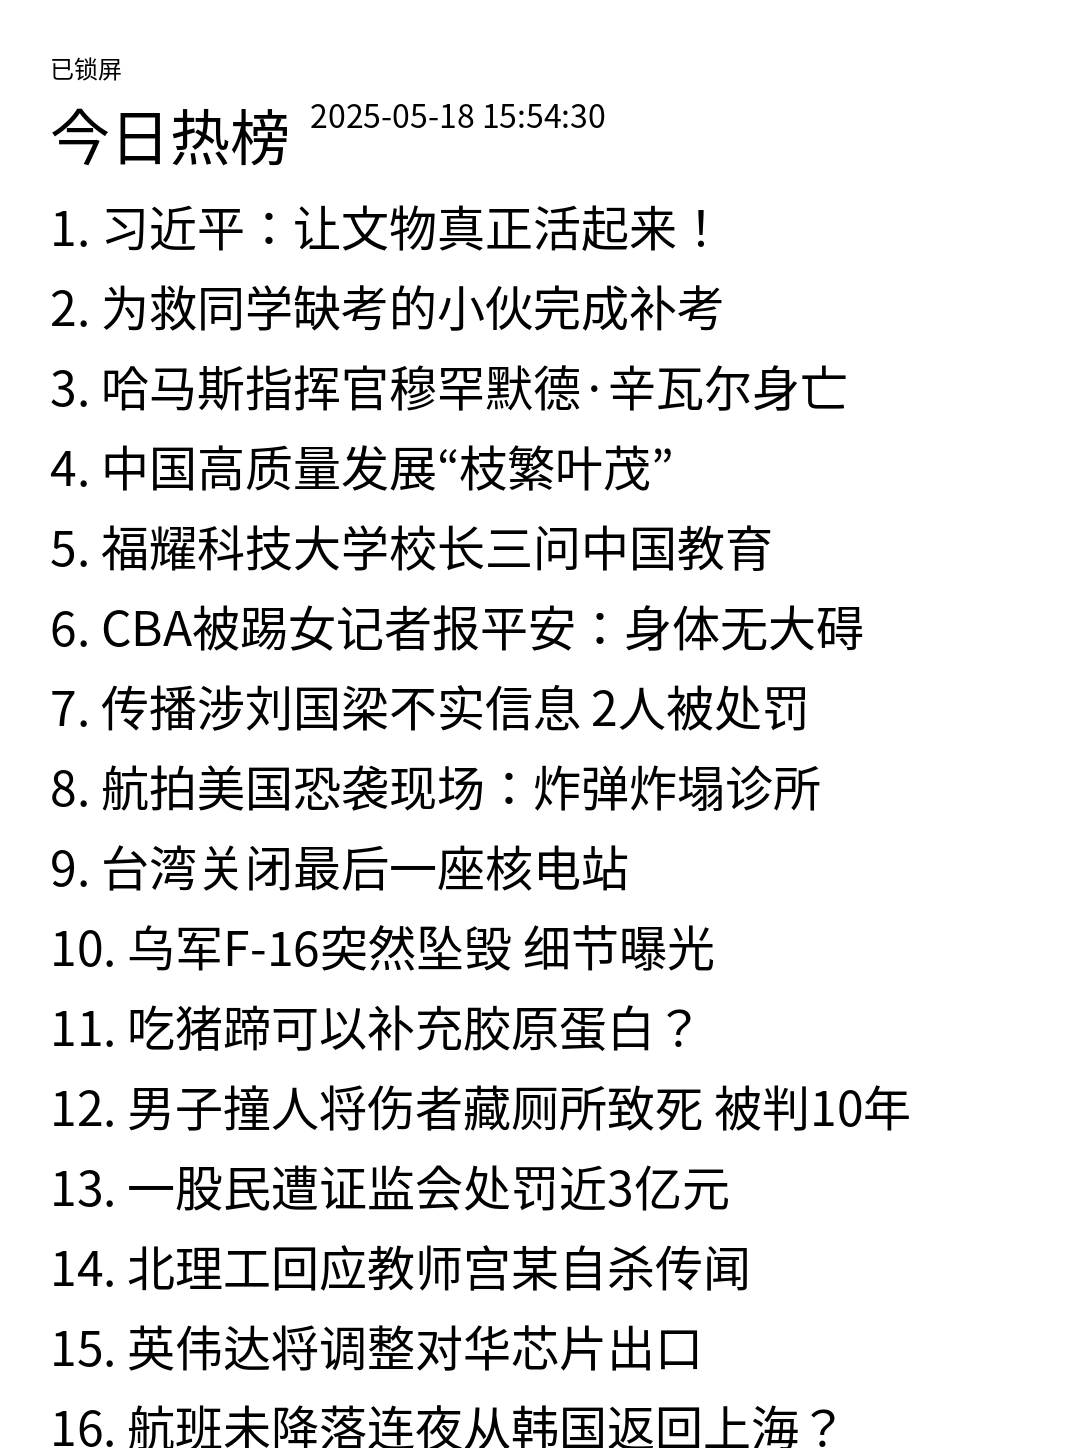 已锁屏
今日热榜 2025-05-18 15:54:30
1. 习近平：让文物真正活起来！
2. 为救同学缺考的小伙完成补考
3. 哈马斯指挥官穆罕默德·辛瓦尔身亡
4. 中国高质量发展“枝繁叶茂”
5. 福耀科技大学校长三问中国教育
6. CBA被踢女记者报平安：身体无大碍
7. 传播涉刘国梁不实信息 2人被处罚
8. 航拍美国恐袭现场：炸弹炸塌诊所
9. 台湾关闭最后一座核电站
10. 乌军F-16突然坠毁 细节曝光
11. 吃猪蹄可以补充胶原蛋白？
12. 男子撞人将伤者藏厕所致死 被判10年
13. 一股民遭证监会处罚近3亿元
14. 北理工回应教师宫某自杀传闻
15. 英伟达将调整对华芯片出口
16. 航班未降落连夜从韩国返回上海？